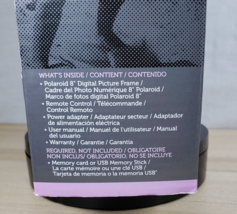 WHAT'S INSIDE / CONTENT / CONTENIDO
• Polaroid 8" Digital Picture Frame /
Cadre del Photo Numérique 8" Polaroid /
Marco de fotos digital Polaroid 8"
• Remote Control / Télécommande /
Control Remoto
• Power adapter / Adaptateur secteur / Adaptador
de alimentación eléctrica
• User manual / Manuel de l'utilisateur / Manual
del usuario
• Warranty / Garantie / Garantía
REQUIRED, NOT INCLUDED / OBLIGATOIRE
NON INCLUS/ OBLIGATORIO, NO SE INCLUYE
• Memory card or USB Memory Stick /
La carte mémoire ou une clé USB /
Tarjeta de memoria o la memoria USB